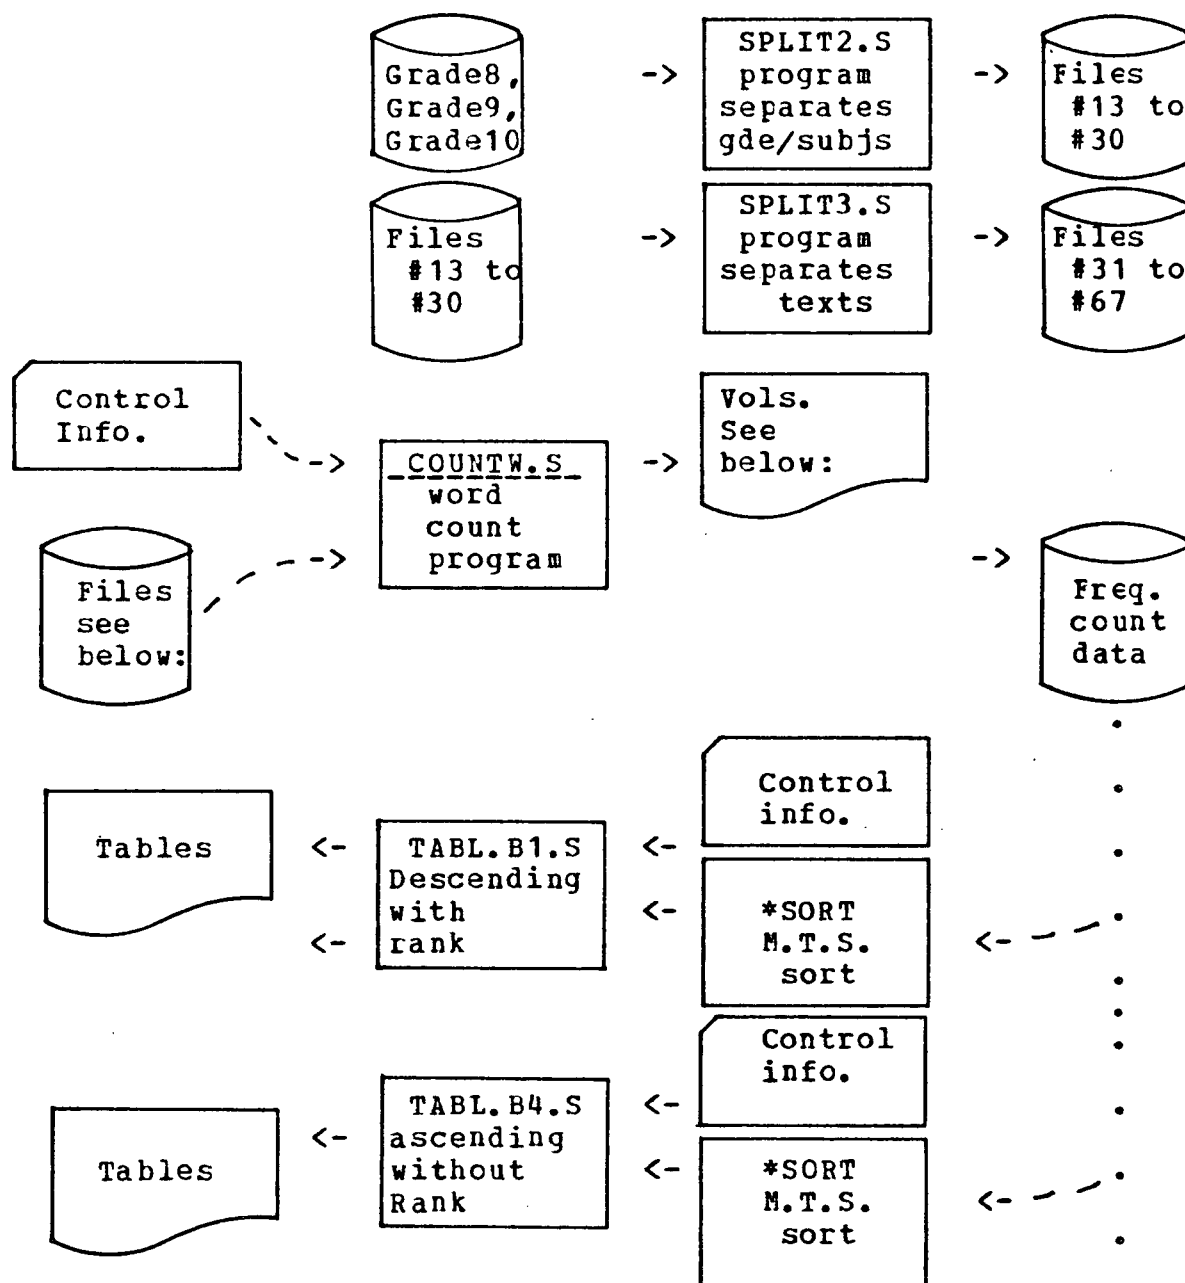 Grade8,
Grade9,
Grade10
->
SPLIT2.S
program
separates
gde/subjs
->
Files
#13 to
#30
Files
#13 to
#30
->
SPLIT3.S
program
separates
texts
->
Files
#31 to
#67
Control
Info.
->
Files
see
below:
->
COUNTW.S
word
count
program
->
Vols.
See
below:
->
Freq.
count
data
Control
info.
*SORT
M.T.S.
sort
<-
<-
<-
TABL.B1.S
Descending
with
rank
<-
<-
Tables
Control
info.
*SORT
M.T.S.
sort
<-
<-
<-
TABL.B4.S
ascending
without
Rank
<-
Tables